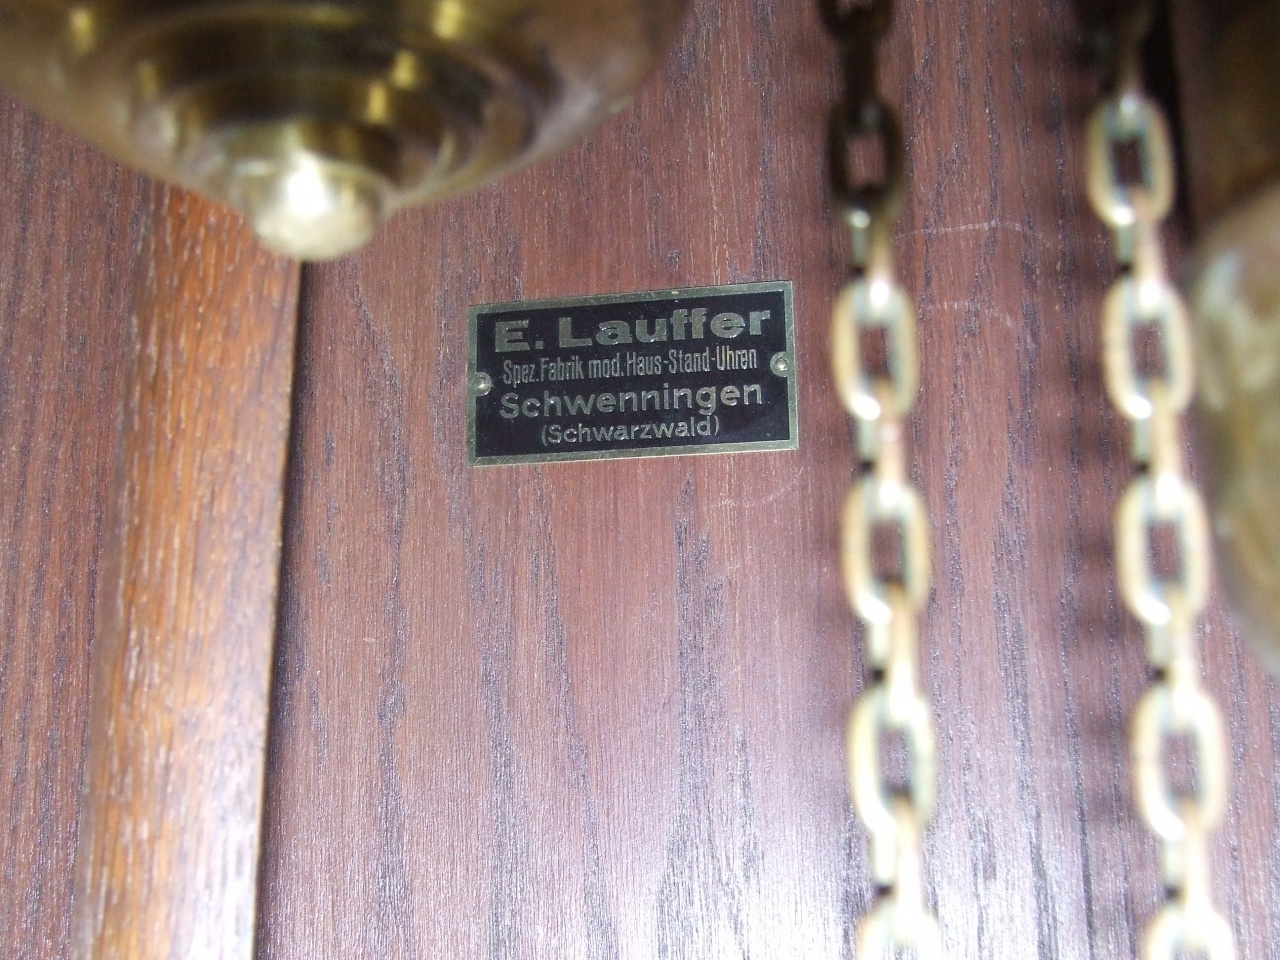 E. Lauffer
Spez. Fabrik mod. Haus-Stand-Uhren
Schwenningen
(Schwarzwald)